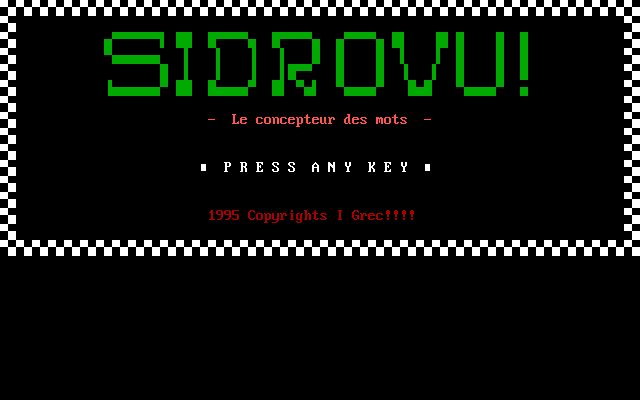 SIDROVU!
- Le concepteur des mots -
▪ PRESS ANY KEY ▪
1995 Copyrights I Grec!!!!